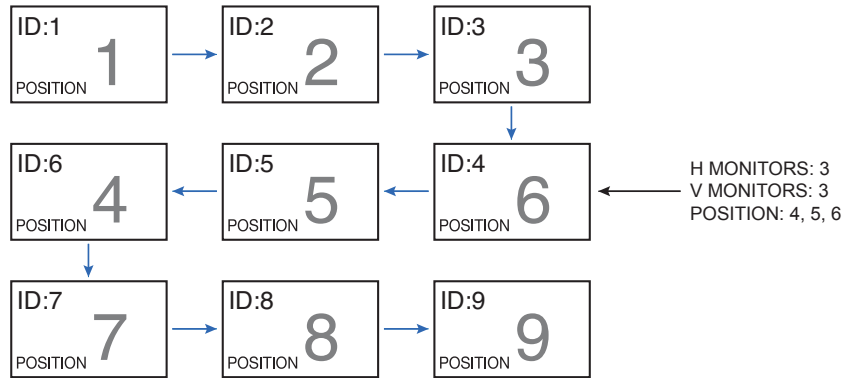 ID:1
POSITION 1
ID:2
POSITION 2
ID:3
POSITION 3
ID:6
POSITION 4
ID:5
POSITION 5
ID:4
POSITION 6
H MONITORS: 3
V MONITORS: 3
POSITION: 4, 5, 6
ID:7
POSITION 7
ID:8
POSITION 8
ID:9
POSITION 9